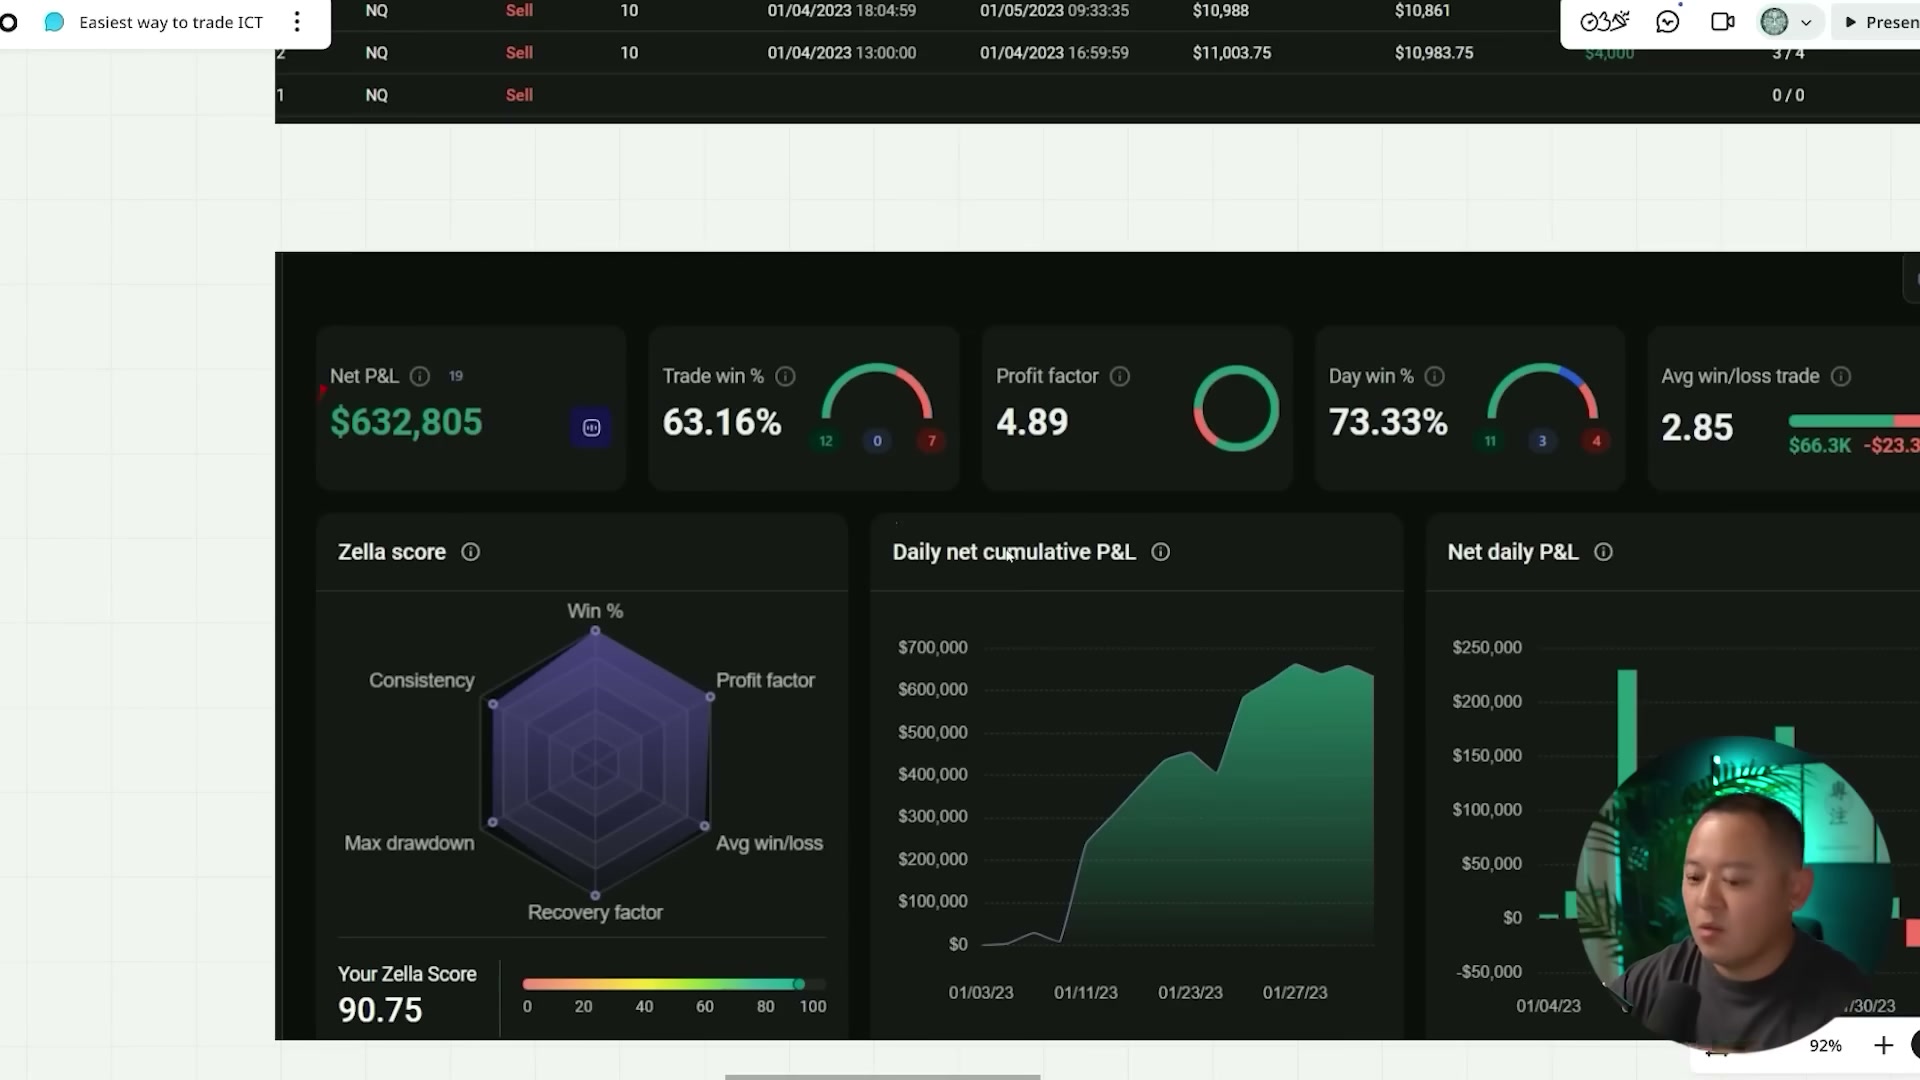 Easiest way to trade ICT
Presen
NQ Sell 10 01/04/2023 18:04:59 01/05/2023 09:33:35 $10,988 $10,861
2 NQ Sell 10 01/04/2023 13:00:00 01/04/2023 16:59:59 $11,003.75 $10,983.75 $4,000 3 / 4
1 NQ Sell 0 / 0
Net P&L 19
$632,805
Trade win %
63.16%
12 0 7
Profit factor
4.89
Day win %
73.33%
11 3 4
Avg win/loss trade
2.85
$66.3K -$23.3
Zella score
Win %
Consistency
Profit factor
Max drawdown
Avg win/loss
Recovery factor
Your Zella Score
90.75
0 20 40 60 80 100
Daily net cumulative P&L
$700,000
$600,000
$500,000
$400,000
$300,000
$200,000
$100,000
$0
01/03/23 01/11/23 01/23/23 01/27/23
Net daily P&L
$250,000
$200,000
$150,000
$100,000
$50,000
$0
-$50,000
01/04/23 /30/23
専
注
92%